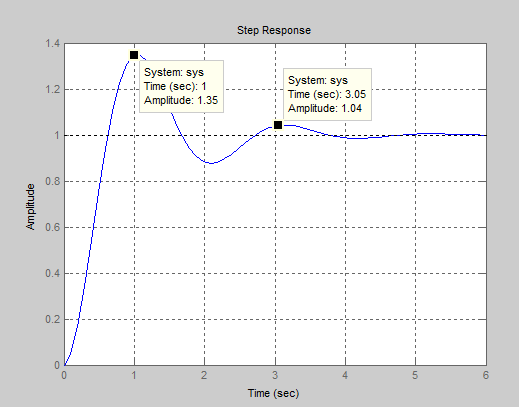 Step Response
1.4
System: sys
Time (sec): 1
Amplitude: 1.35
System: sys
Time (sec): 3.05
Amplitude: 1.04
1.2
1
0.8
0.6
0.4
0.2
0
Amplitude
0 1 2 3 4 5 6
Time (sec)